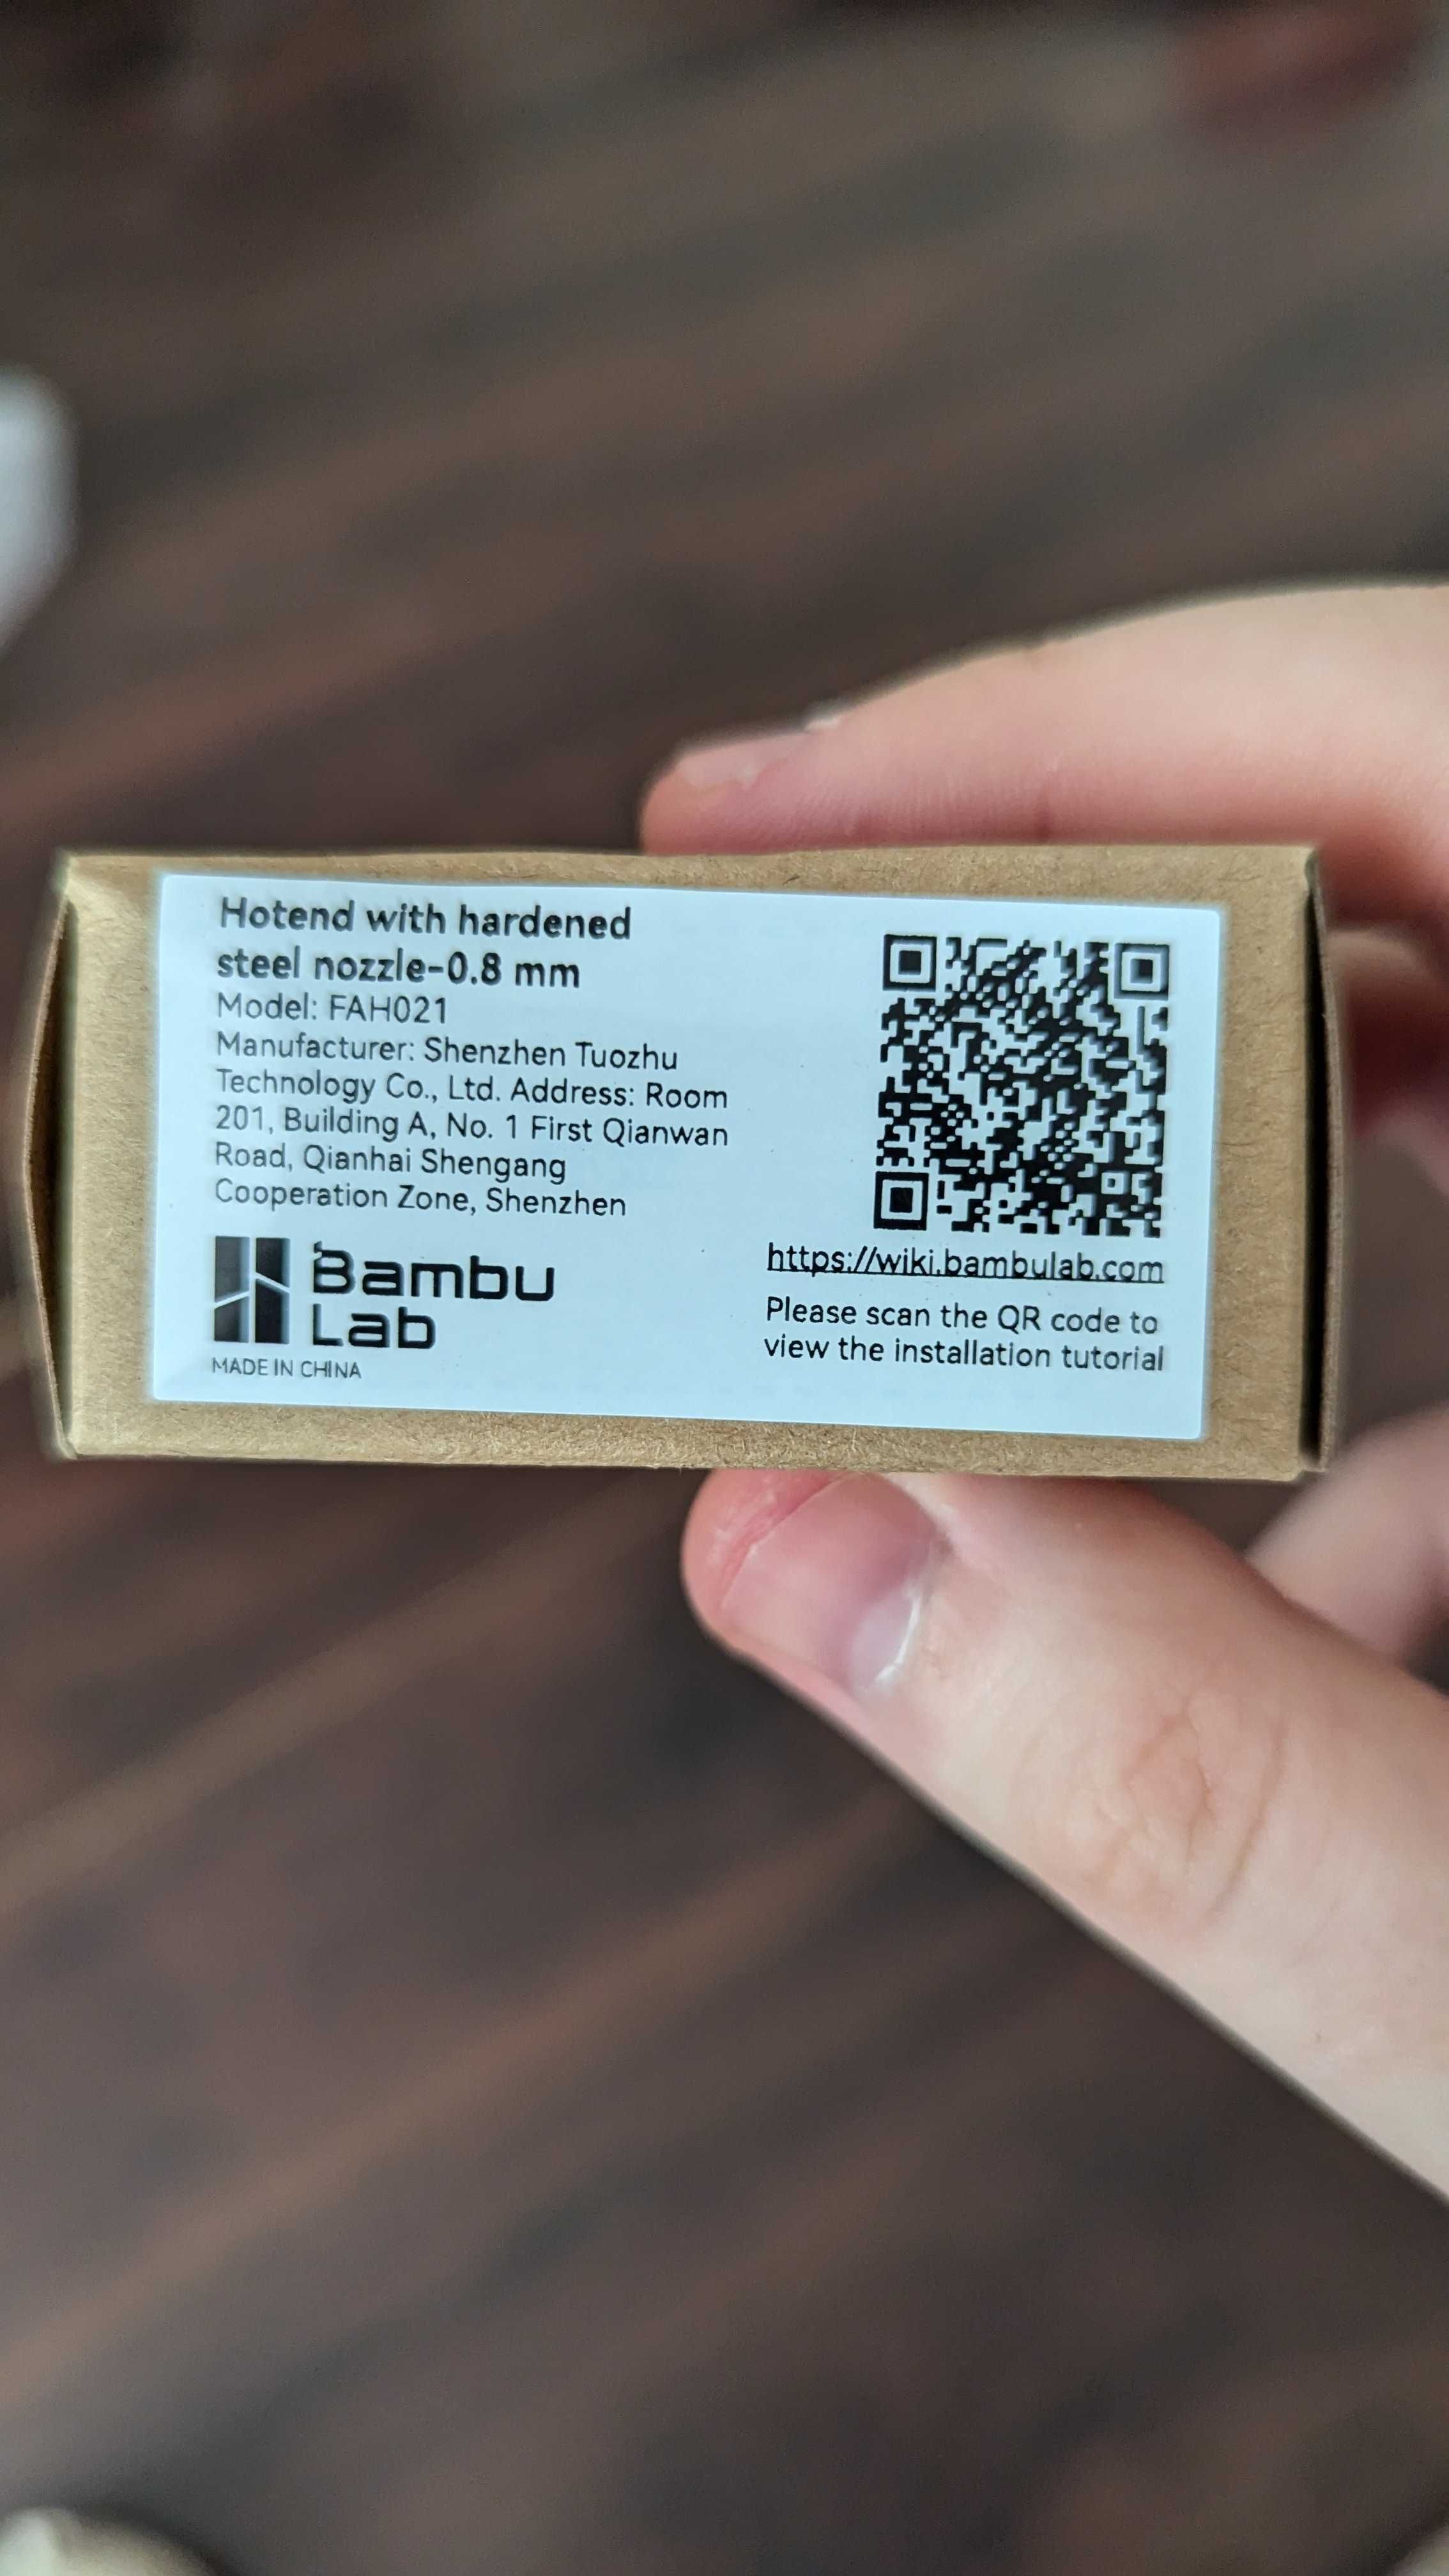 Hotend with hardened
steel nozzle-0.8 mm
Model: FAH021
Manufacturer: Shenzhen Tuozhu
Technology Co., Ltd. Address: Room
201, Building A, No. 1 First Qianwan
Road, Qianhai Shengang
Cooperation Zone, Shenzhen
Bambu
Lab
MADE IN CHINA
https://wiki.bambulab.com
Please scan the QR code to
view the installation tutorial